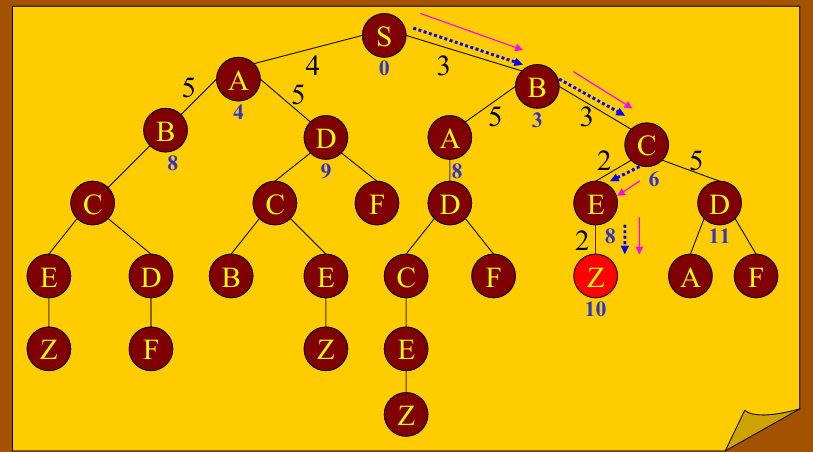 S
4 0 3
A B
5 4 5 5 3 3
B D A C
8 9 8 2 6 5
C C F D E D
2 8 11
E D B E C F Z A F
10
Z F Z E
Z